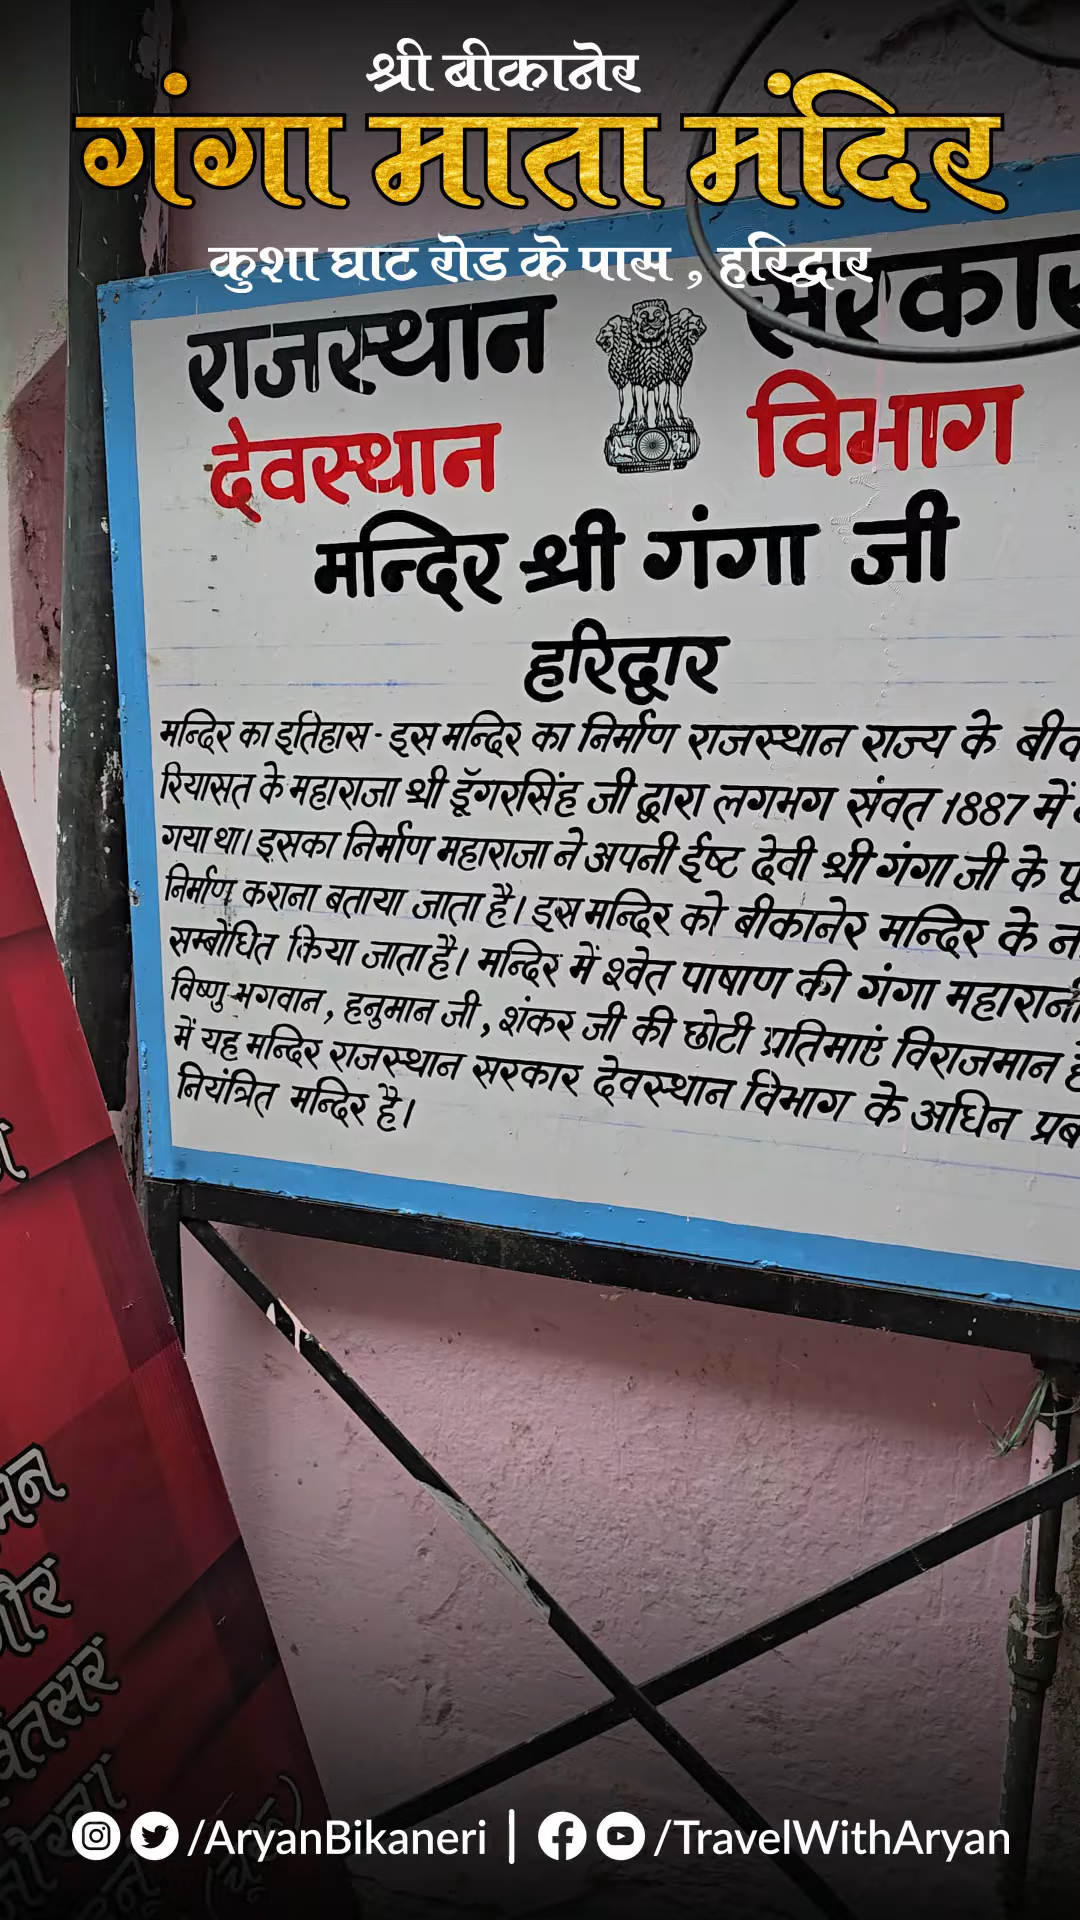 श्री बीकानेर
गंगा माता मंदिर
कुशा घाट रोड के पास , हरिद्वार
राजस्थान सरकार
देवस्थान विभाग
मन्दिर श्री गंगा जी
हरिद्वार
मन्दिर का इतिहास - इस मन्दिर का निर्माण राजस्थान राज्य के
रियासत के महाराजा श्री डूॅगरसिंह जी द्वारा लगभग संवत् 1887 में
गया था। इसका निर्माण महाराजा ने अपनी ईष्ट देवी श्री गंगा जी के
निर्माण कराना बताया जाता है। इस मन्दिर को बीकानेर मन्दिर के
सम्बोधित किया जाता है। मन्दिर में श्वेत पाषाण की गंगा महारानी
विष्णु भगवान, हनुमान जी, शंकर जी की छोटी प्रतिमाएं विराजमान
में यह मन्दिर राजस्थान सरकार देवस्थान विभाग के अधिन
नियंत्रित मन्दिर है।
/AryanBikaneri | /TravelWithAryan